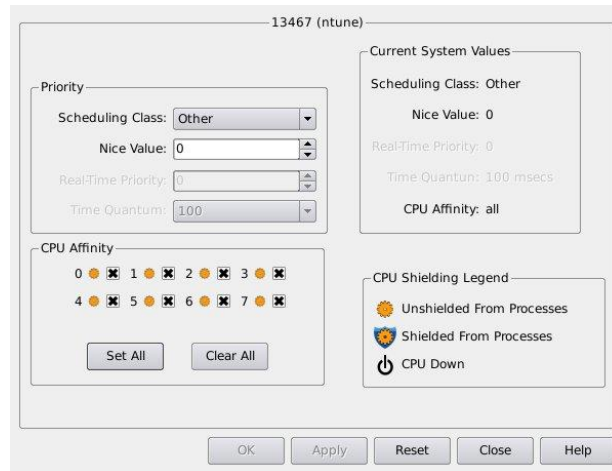 13467 (ntune)
Priority
Scheduling Class: Other
Nice Value: 0
Real-Time Priority: 0
Time Quantum: 100
CPU Affinity
0 1 2 3
4 5 6 7
Set All Clear All
Current System Values
Scheduling Class: Other
Nice Value: 0
Real-Time Priority: 0
Time Quantun: 100 msecs
CPU Affinity: all
CPU Shielding Legend
Unshielded From Processes
Shielded From Processes
CPU Down
OK Apply Reset Close Help